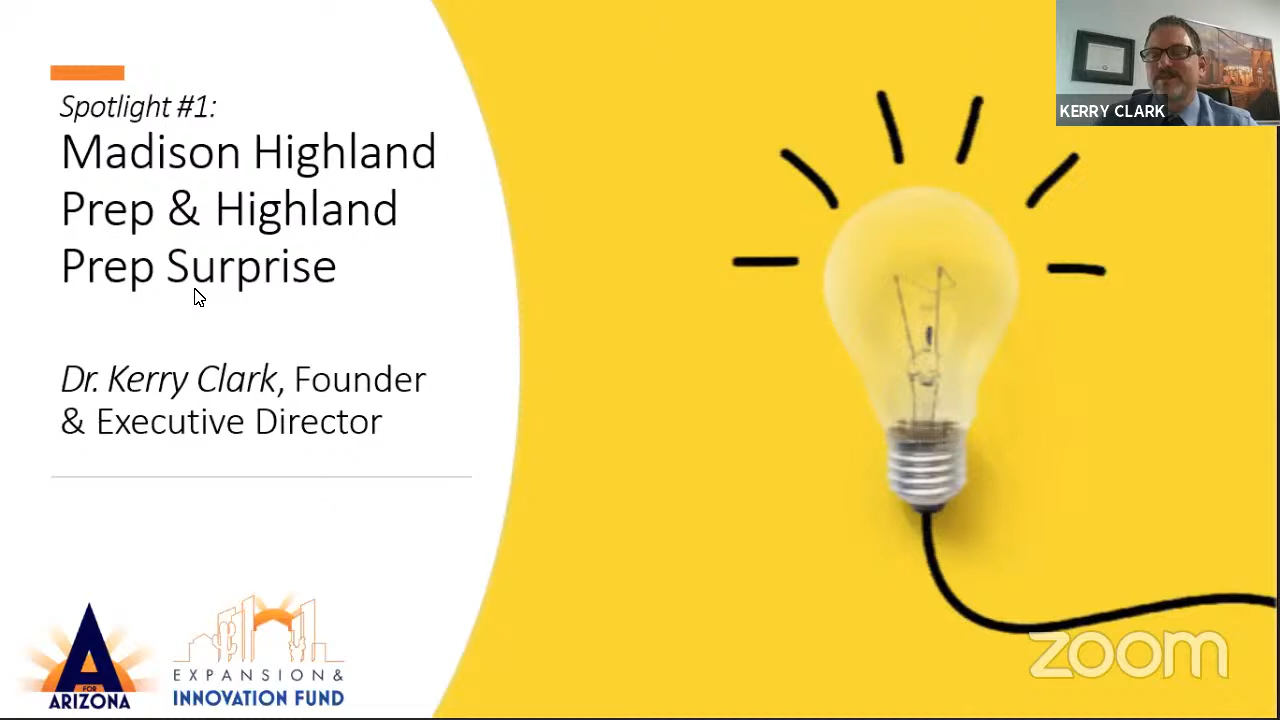 Spotlight #1:
Madison Highland
Prep & Highland
Prep Surprise
Dr. Kerry Clark, Founder
& Executive Director
A
FOR
ARIZONA
EXPANSION &
INNOVATION FUND
KERRY CLARK
zoom